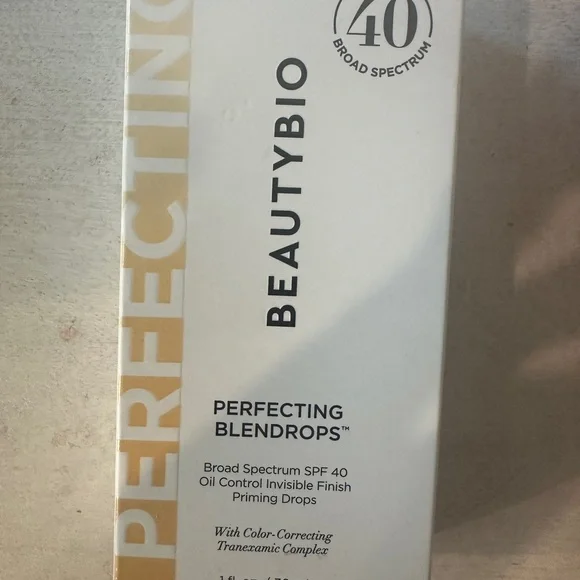 40
BROAD SPECTRUM
PERFECTING
BEAUTYBIO
PERFECTING
BLENDROPS™
Broad Spectrum SPF 40
Oil Control Invisible Finish
Priming Drops
With Color-Correcting
Tranexamic Complex